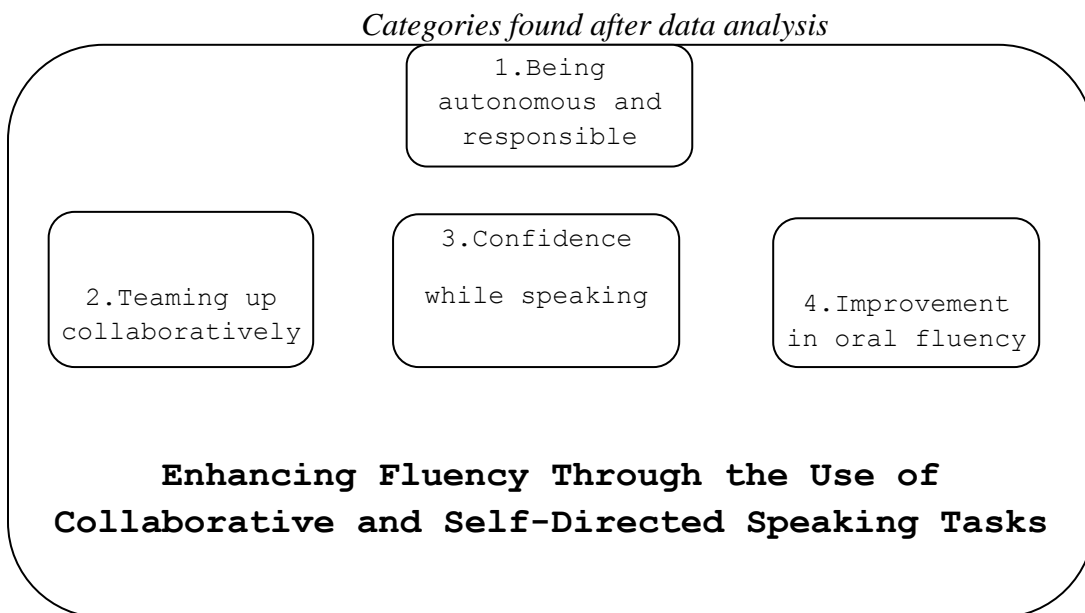 Categories found after data analysis
1.Being
autonomous and
responsible
2.Teaming up
collaboratively
3.Confidence
while speaking
4.Improvement
in oral fluency
Enhancing Fluency Through the Use of
Collaborative and Self-Directed Speaking Tasks